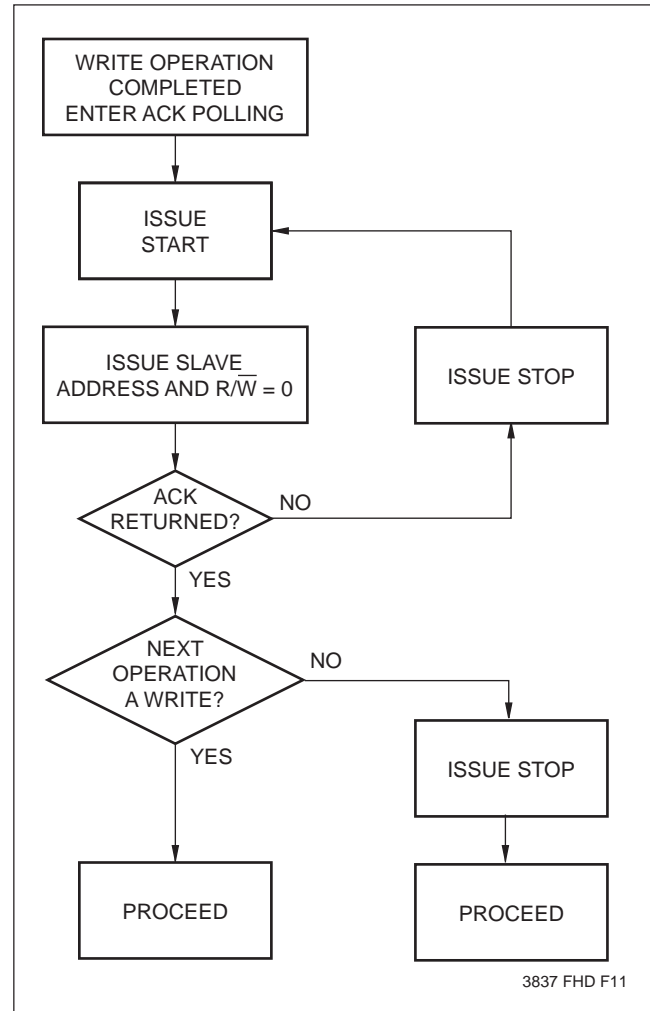 WRITE OPERATION
COMPLETED
ENTER ACK POLLING
ISSUE
START
ISSUE SLAVE
ADDRESS AND R/W̅ = 0
ISSUE STOP
ACK
RETURNED?
NO
YES
NEXT
OPERATION
A WRITE?
NO
YES
ISSUE STOP
PROCEED
PROCEED
3837 FHD F11